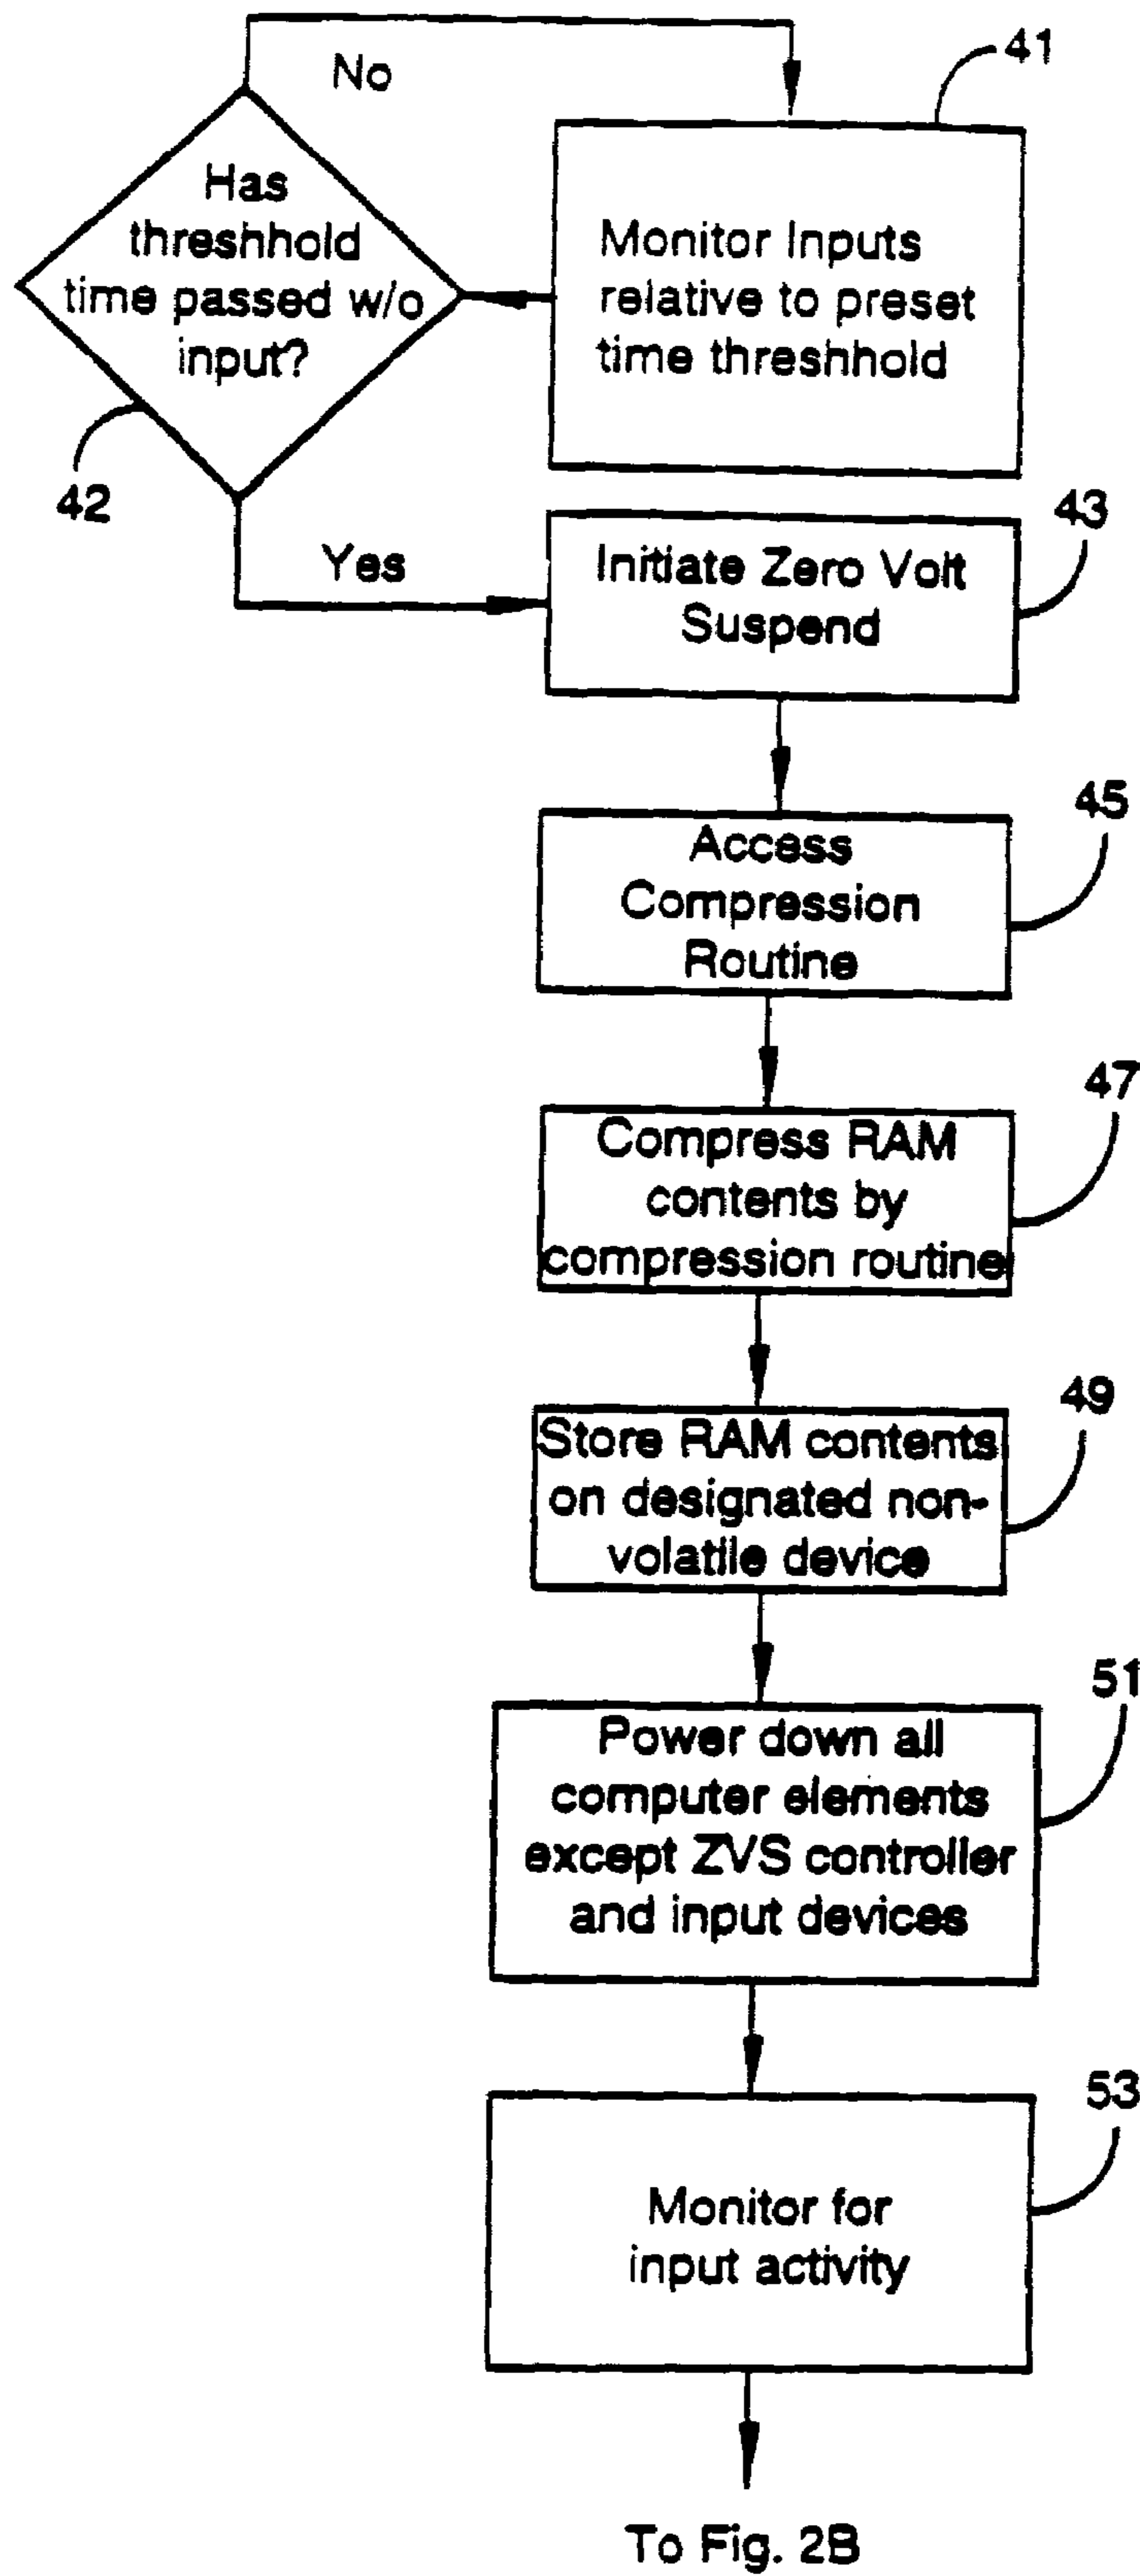 No
41
Has
threshhold
time passed w/o
input?
Monitor Inputs
relative to preset
time threshhold
42
Yes
43
Initiate Zero Volt
Suspend
45
Access
Compression
Routine
47
Compress RAM
contents by
compression routine
49
Store RAM contents
on designated non-
volatile device
51
Power down all
computer elements
except ZVS controller
and input devices
53
Monitor for
input activity
To Fig. 2B